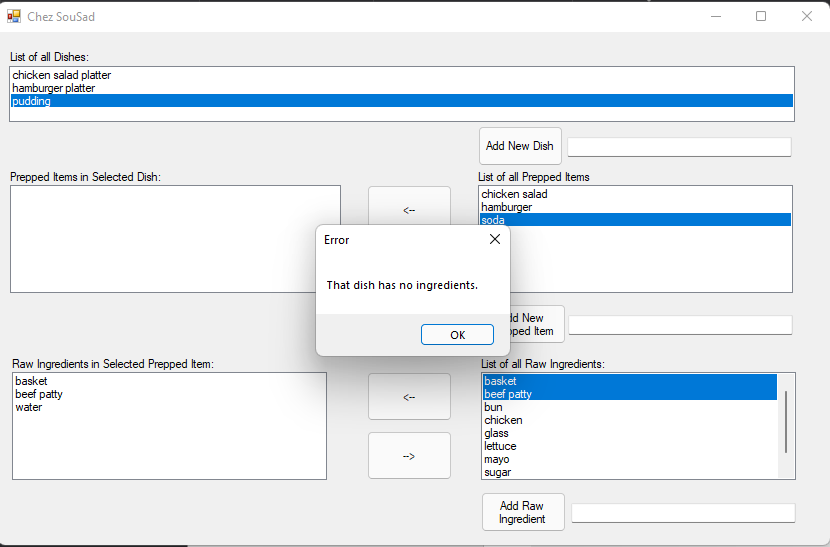 Chez SouSad
List of all Dishes:
chicken salad platter
hamburger platter
pudding
Add New Dish
Prepped Items in Selected Dish:
List of all Prepped Items
<--
chicken salad
hamburger
soda
Error
That dish has no ingredients.
OK
New
Item
Raw Ingredients in Selected Prepped Item:
List of all Raw Ingredients:
basket
beef patty
water
<--
-->
basket
beef patty
bun
chicken
glass
lettuce
mayo
sugar
Add Raw
Ingredient